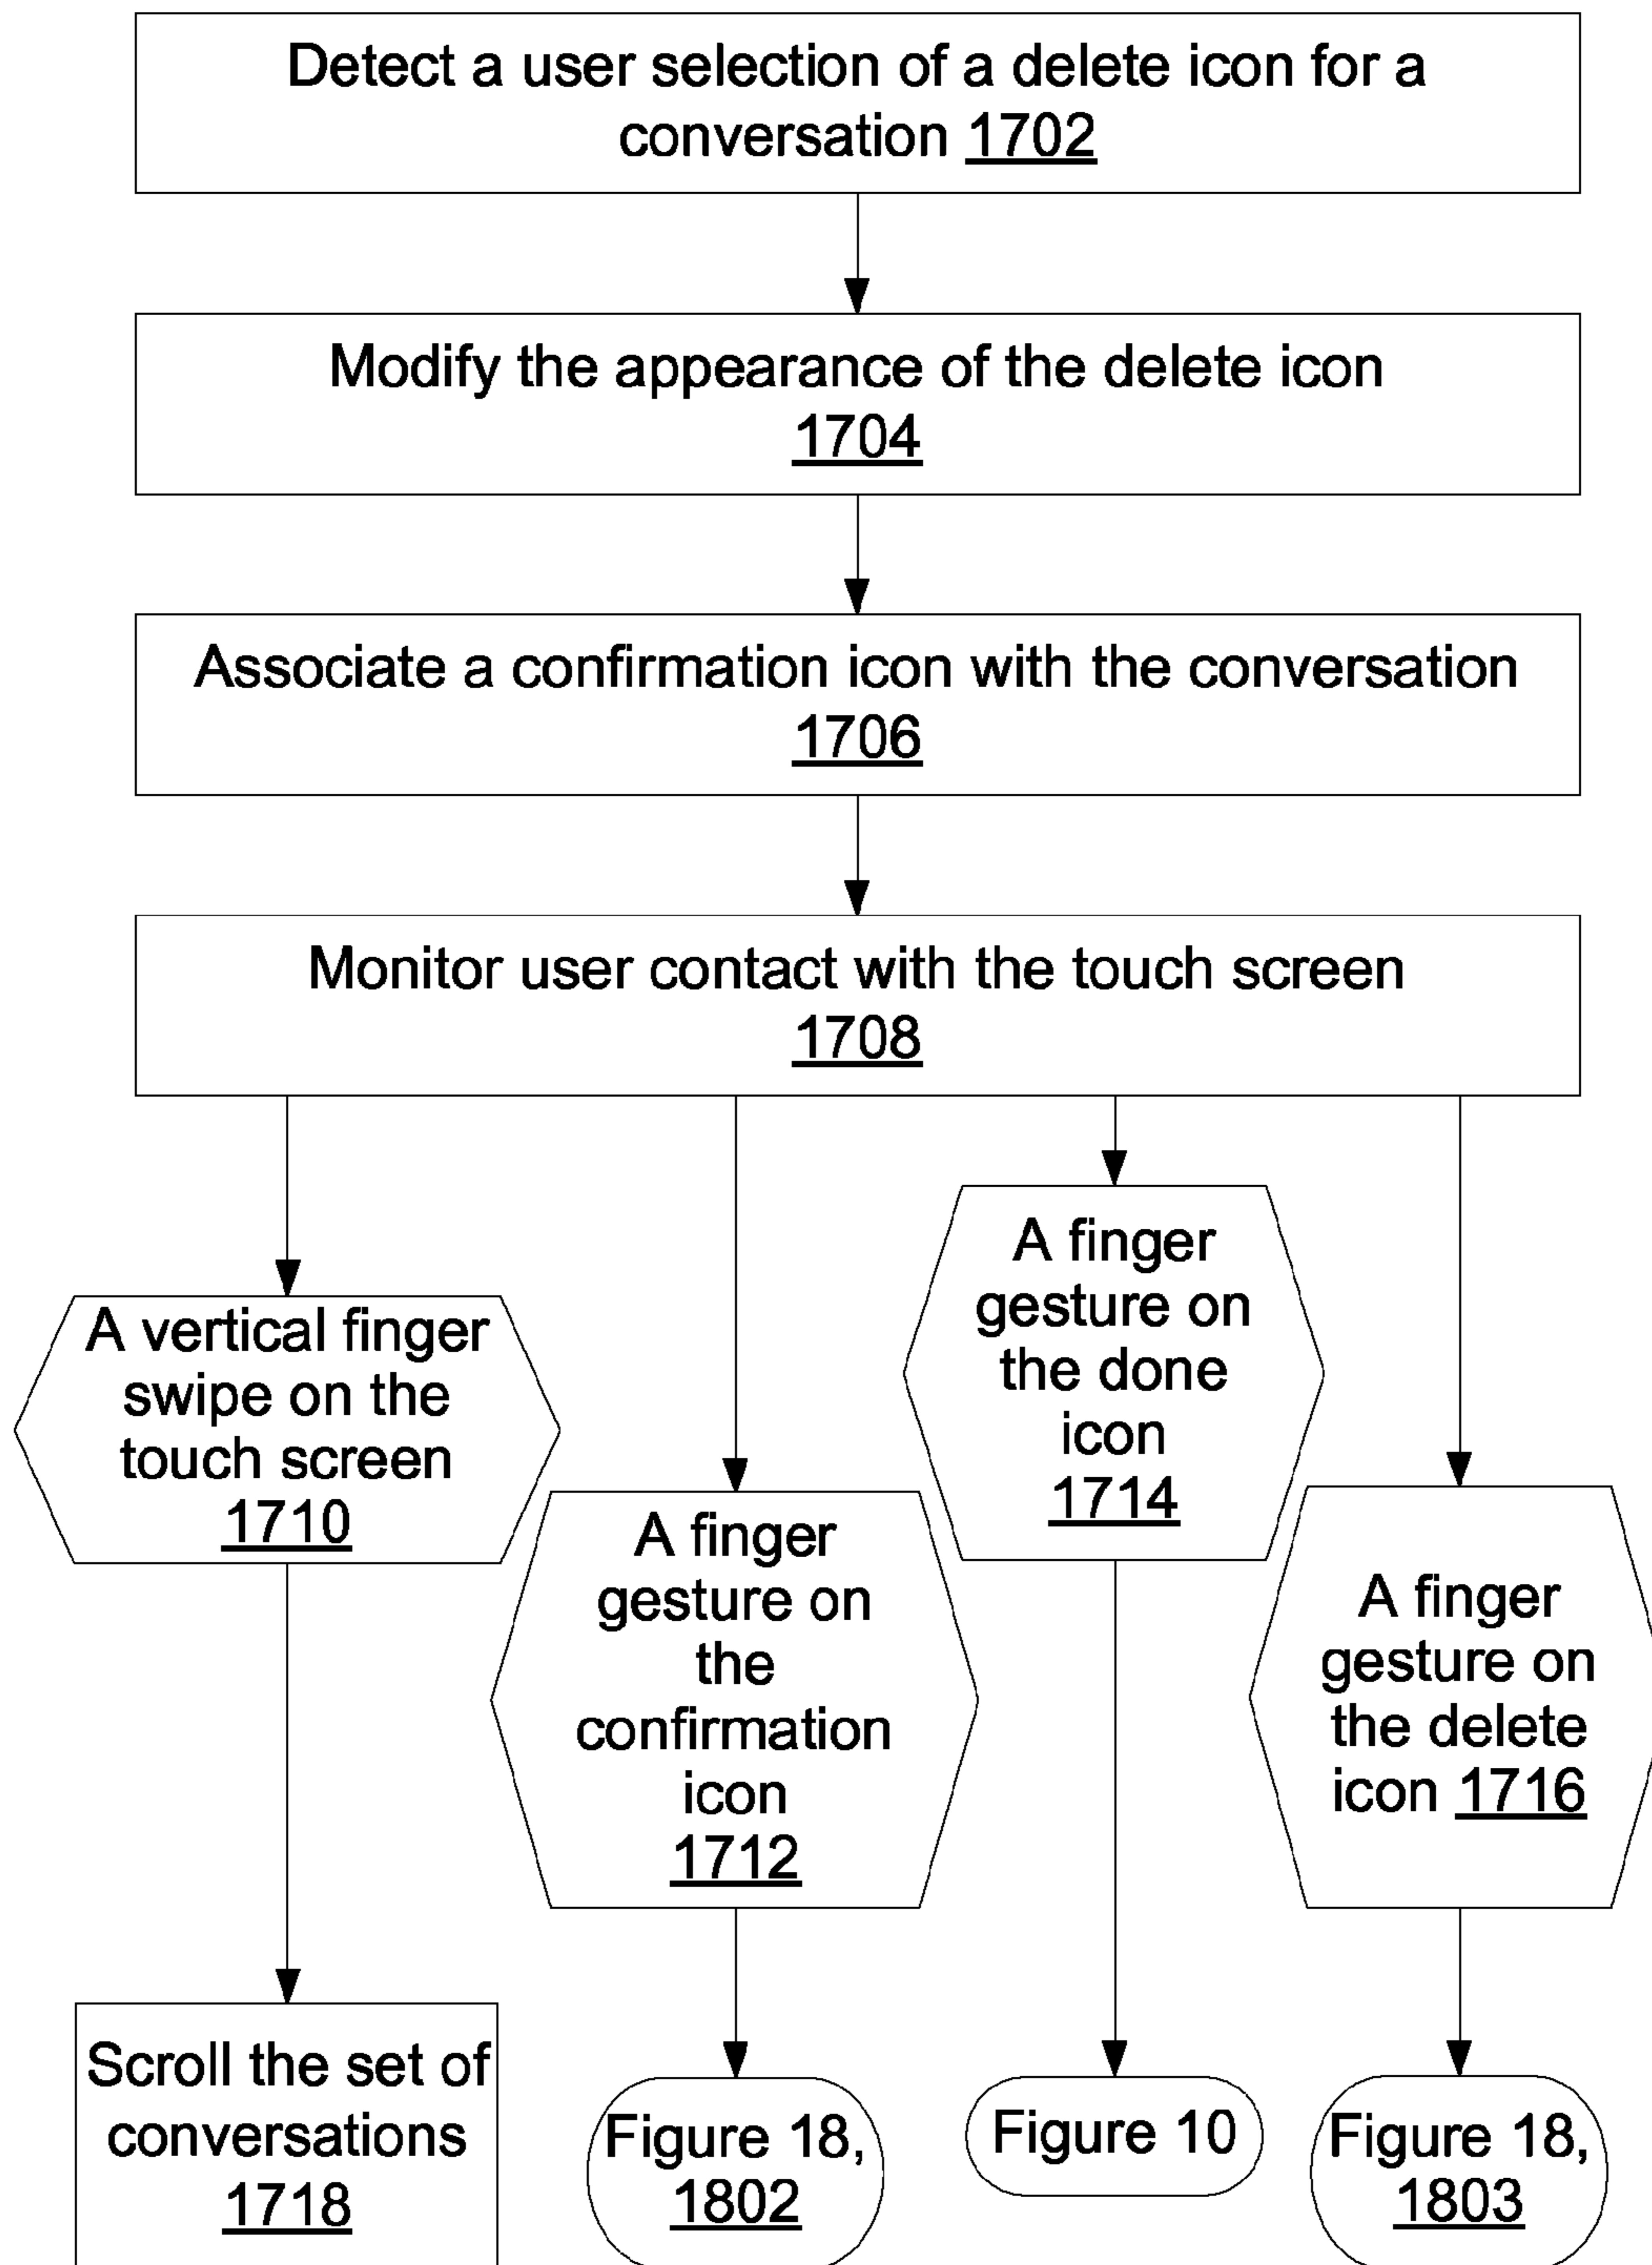 Detect a user selection of a delete icon for a
conversation 1702
Modify the appearance of the delete icon
1704
Associate a confirmation icon with the conversation
1706
Monitor user contact with the touch screen
1708
A vertical finger
swipe on the
touch screen
1710
A finger
gesture on
the
confirmation
icon
1712
A finger
gesture on
the done
icon
1714
A finger
gesture on
the delete
icon 1716
Scroll the set of
conversations
1718
Figure 18,
1802
Figure 10
Figure 18,
1803